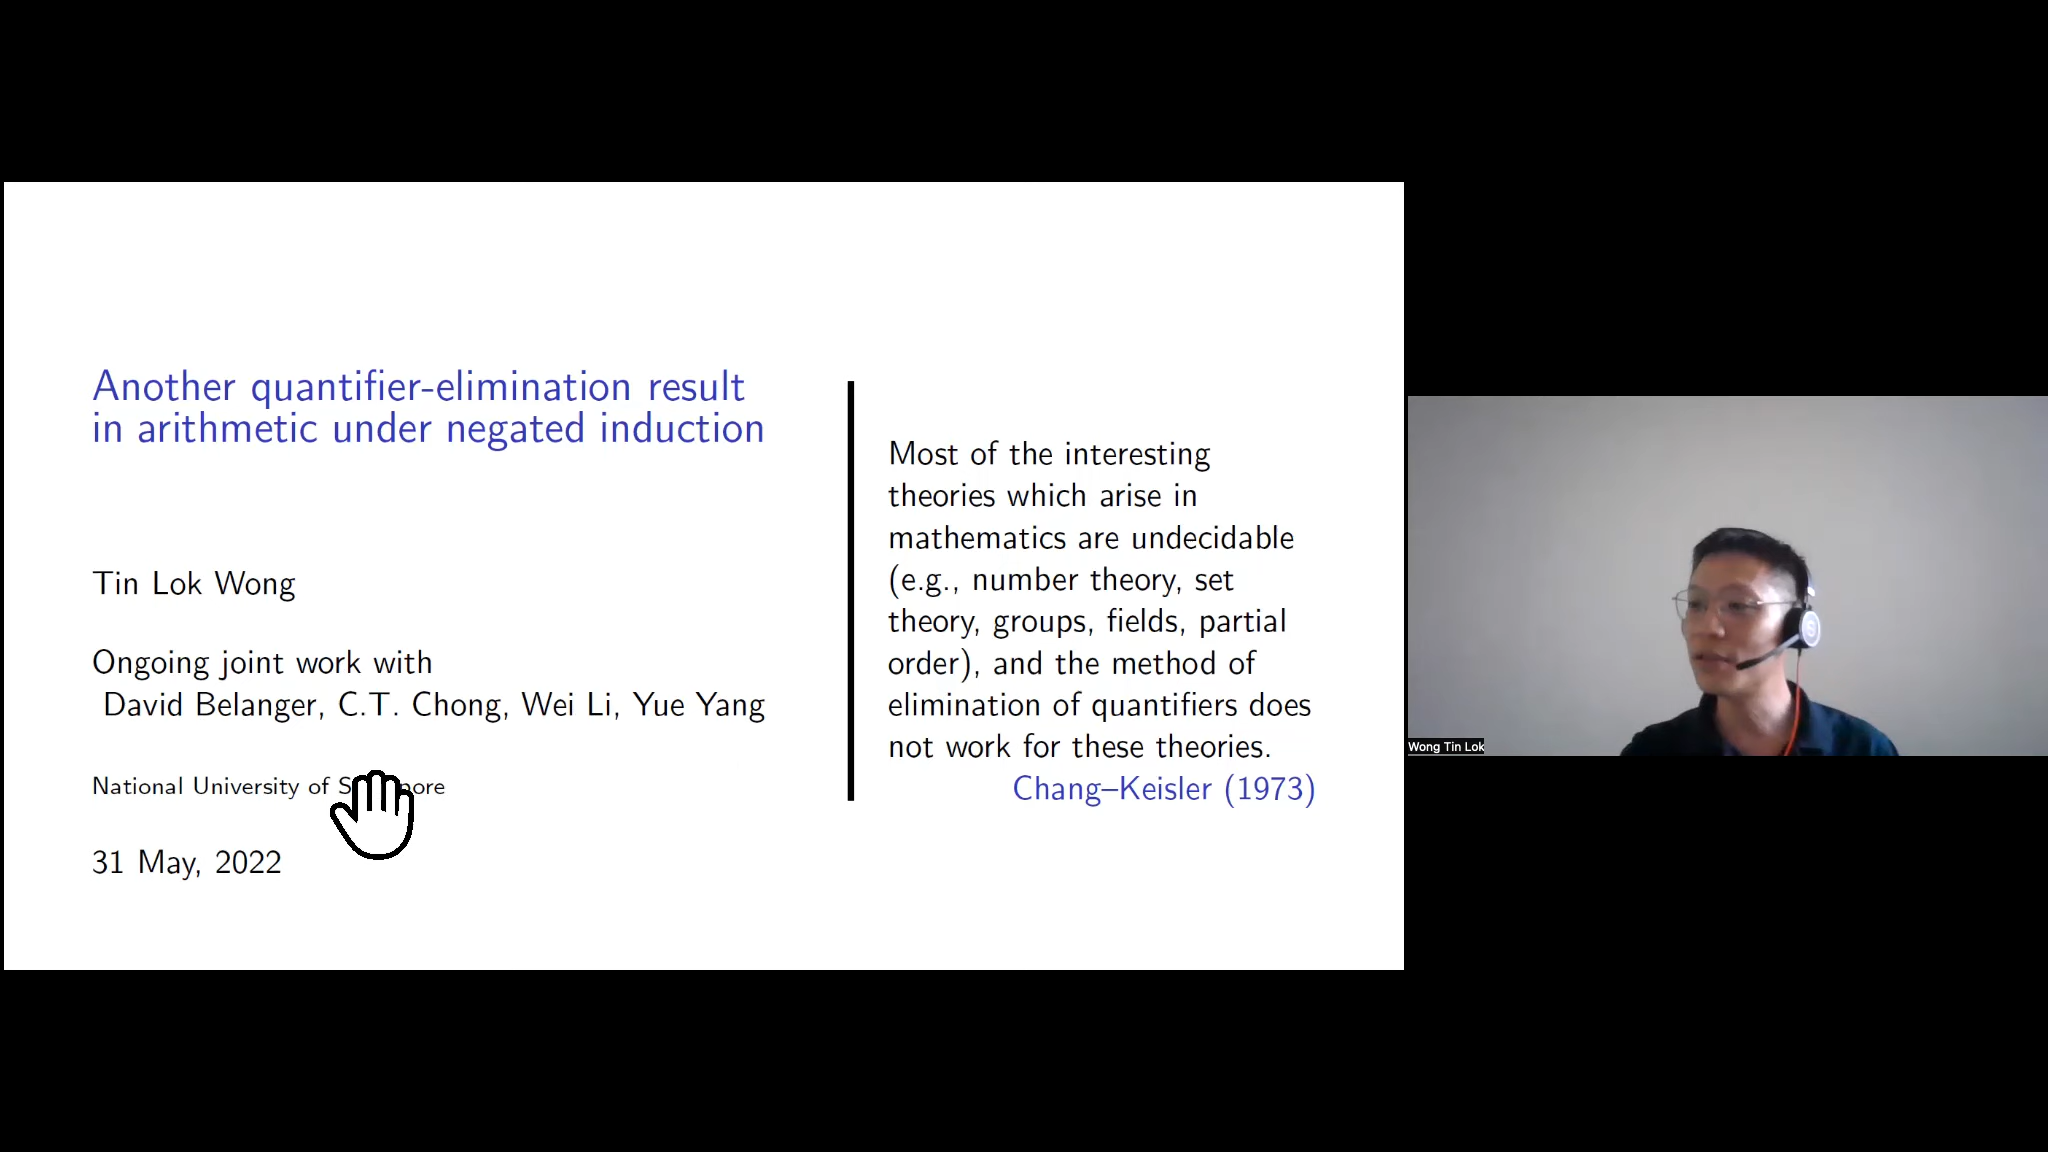 Another quantifier-elimination result
in arithmetic under negated induction
Tin Lok Wong
Ongoing joint work with
David Belanger, C.T. Chong, Wei Li, Yue Yang
National University of
31 May, 2022
Most of the interesting
theories which arise in
mathematics are undecidable
(e.g., number theory, set
theory, groups, fields, partial
order), and the method of
elimination of quantifiers does
not work for these theories.
Chang–Keisler (1973)
Wong Tin Lok